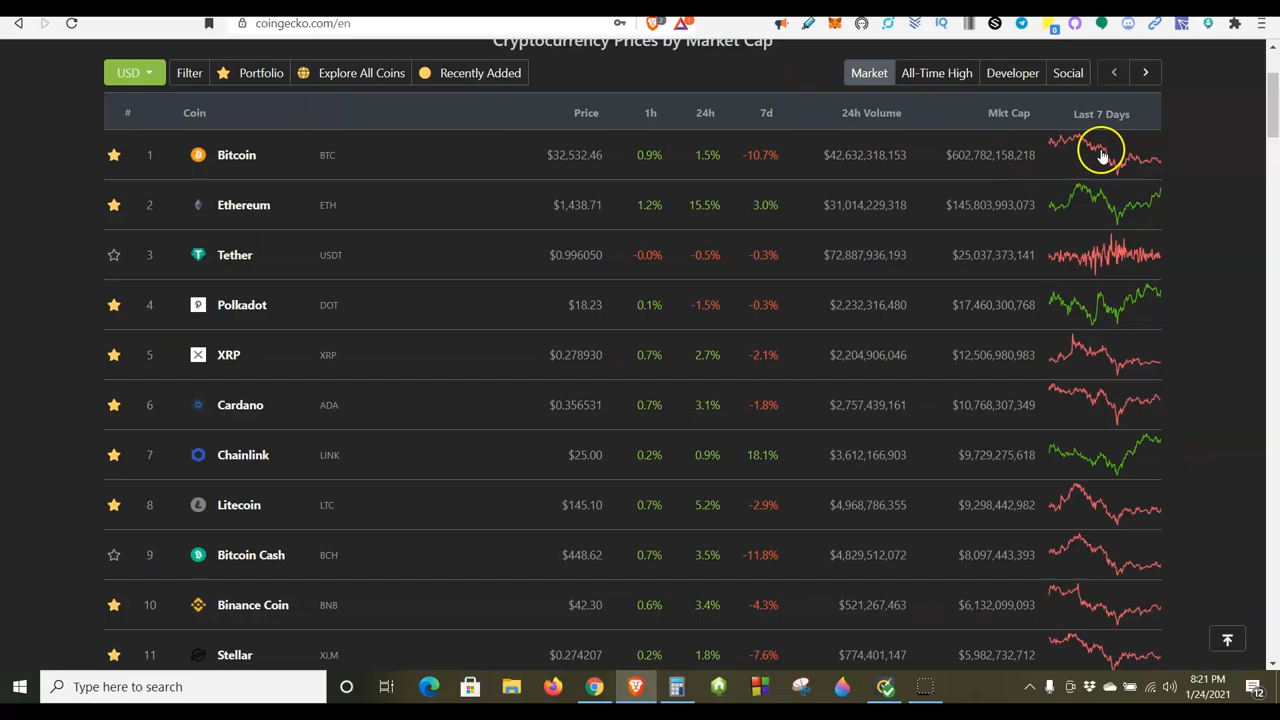 coingecko.com/en
Cryptocurrency Prices by Market Cap
USD Filter Portfolio Explore All Coins Recently Added Market All-Time High Developer Social
# Coin Price 1h 24h 7d 24h Volume Mkt Cap Last 7 Days
1 Bitcoin BTC $32,532.46 0.9% 1.5% -10.7% $42,632,318,153 $602,782,158,218
2 Ethereum ETH $1,438.71 1.2% 15.5% 3.0% $31,014,229,318 $145,803,993,073
3 Tether USDT $0.996050 -0.0% -0.5% -0.3% $72,887,936,193 $25,037,373,141
4 Polkadot DOT $18.23 0.1% -1.5% -0.3% $2,232,316,480 $17,460,300,768
5 XRP XRP $0.278930 0.7% 2.7% -2.1% $2,204,906,046 $12,506,980,983
6 Cardano ADA $0.356531 0.7% 3.1% -1.8% $2,757,439,161 $10,768,307,349
7 Chainlink LINK $25.00 0.2% 0.9% 18.1% $3,612,166,903 $9,729,275,618
8 Litecoin LTC $145.10 0.7% 5.2% -2.9% $4,968,786,355 $9,298,442,982
9 Bitcoin Cash BCH $448.62 0.7% 3.5% -11.8% $4,829,512,072 $8,097,443,393
10 Binance Coin BNB $42.30 0.6% 3.4% -4.3% $521,267,463 $6,132,099,093
11 Stellar XLM $0.274207 0.2% 1.8% -7.6% $774,401,147 $5,982,732,712
Type here to search
8:21 PM
1/24/2021
12